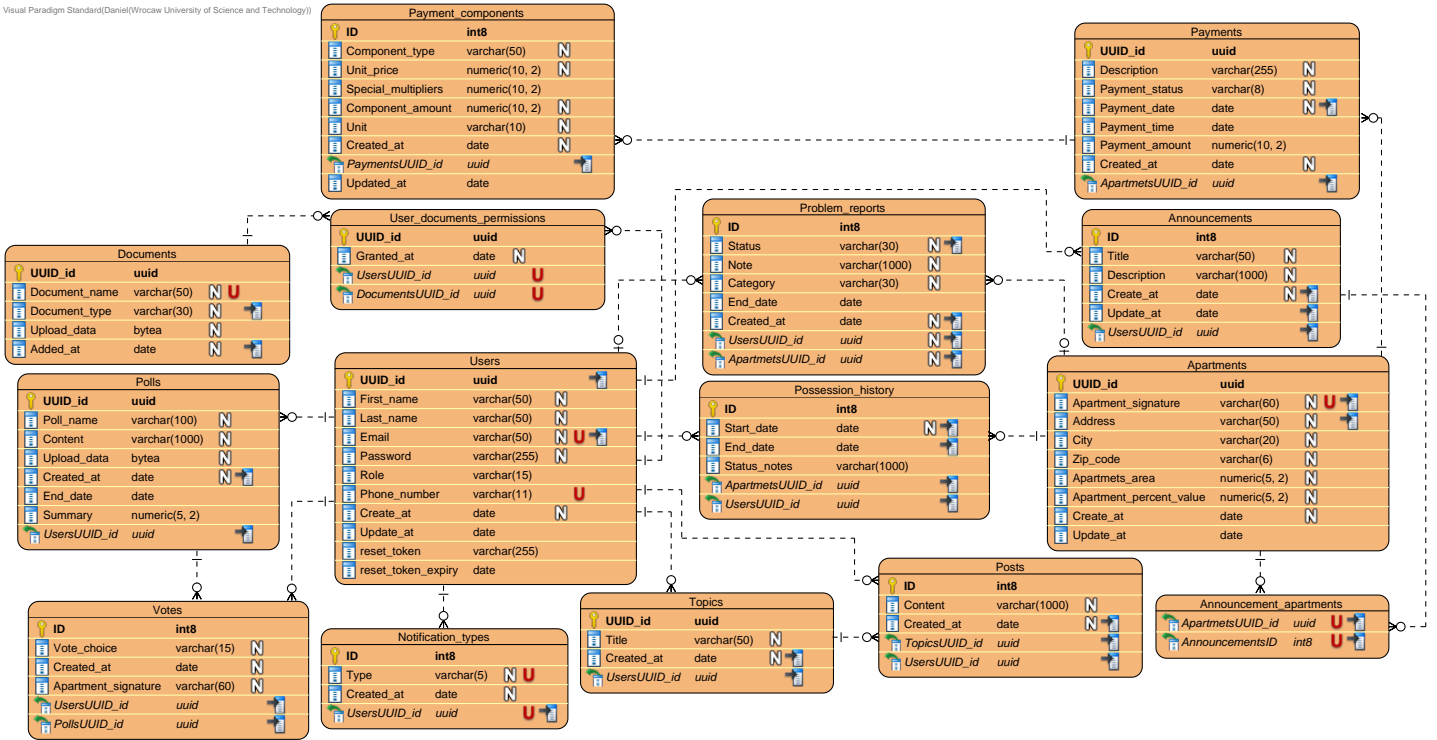 Visual Paradigm Standard(Daniel(Wrocaw University of Science and Technology))
Payment_components
ID int8
Component_type varchar(50) N
Unit_price numeric(10, 2) N
Special_multipliers numeric(10, 2)
Component_amount numeric(10, 2) N
Unit varchar(10) N
Created_at date N
PaymentsUUID_id uuid
Updated_at date
Payments
UUID_id uuid
Description varchar(255) N
Payment_status varchar(8) N
Payment_date date N
Payment_time date
Payment_amount numeric(10, 2)
Created_at date N
ApartmetsUUID_id uuid
User_documents_permissions
UUID_id uuid
Granted_at date N
UsersUUID_id uuid U
DocumentsUUID_id uuid U
Problem_reports
ID int8
Status varchar(30) N
Note varchar(1000) N
Category varchar(30) N
End_date date
Created_at date N
UsersUUID_id uuid N
ApartmetsUUID_id uuid N
Announcements
ID int8
Title varchar(50) N
Description varchar(1000) N
Create_at date N
Update_at date
UsersUUID_id uuid
Documents
UUID_id uuid
Document_name varchar(50) N U
Document_type varchar(30) N
Upload_data bytea N
Added_at date N
Users
UUID_id uuid
First_name varchar(50) N
Last_name varchar(50) N
Email varchar(50) N U
Password varchar(255) N
Role varchar(15)
Phone_number varchar(11) U
Create_at date N
Update_at date
reset_token varchar(255)
reset_token_expiry date
Apartments
UUID_id uuid
Apartment_signature varchar(60) N U
Address varchar(50) N
City varchar(20) N
Zip_code varchar(6) N
Apartmets_area numeric(5, 2) N
Apartment_percent_value numeric(5, 2) N
Create_at date N
Update_at date
Polls
UUID_id uuid
Poll_name varchar(100) N
Content varchar(1000) N
Upload_data bytea N
Created_at date N
End_date date
Summary numeric(5, 2)
UsersUUID_id uuid
Possession_history
ID int8
Start_date date N
End_date date
Status_notes varchar(1000)
ApartmetsUUID_id uuid
UsersUUID_id uuid
Posts
ID int8
Content varchar(1000) N
Created_at date N
TopicsUUID_id uuid
UsersUUID_id uuid
Topics
UUID_id uuid
Title varchar(50) N
Created_at date N
UsersUUID_id uuid
Announcement_apartments
ApartmetsUUID_id uuid U
AnnouncementsID int8 U
Votes
ID int8
Vote_choice varchar(15) N
Created_at date N
Apartment_signature varchar(60) N
UsersUUID_id uuid
PollsUUID_id uuid
Notification_types
ID int8
Type varchar(5) N U
Created_at date N
UsersUUID_id uuid U